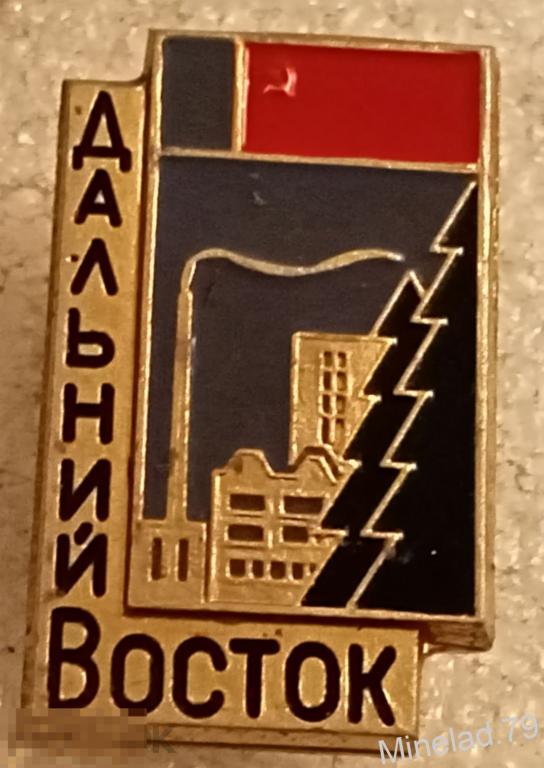 Дальний
Восток
Minelad.79